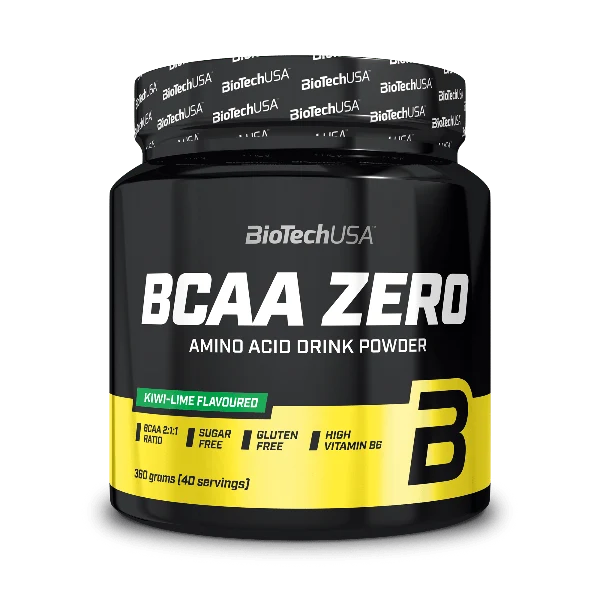 BioTechUSA BioTechUSA BioTechUSA BioTechUSA
BioTechUSA BioTechUSA BioTechUSA
BioTechUSA
BCAA ZERO
AMINO ACID DRINK POWDER
KIWI-LIME FLAVOURED
BCAA 2:1:1 SUGAR GLUTEN HIGH
RATIO FREE FREE VITAMIN B6
B
360 grams (40 servings)